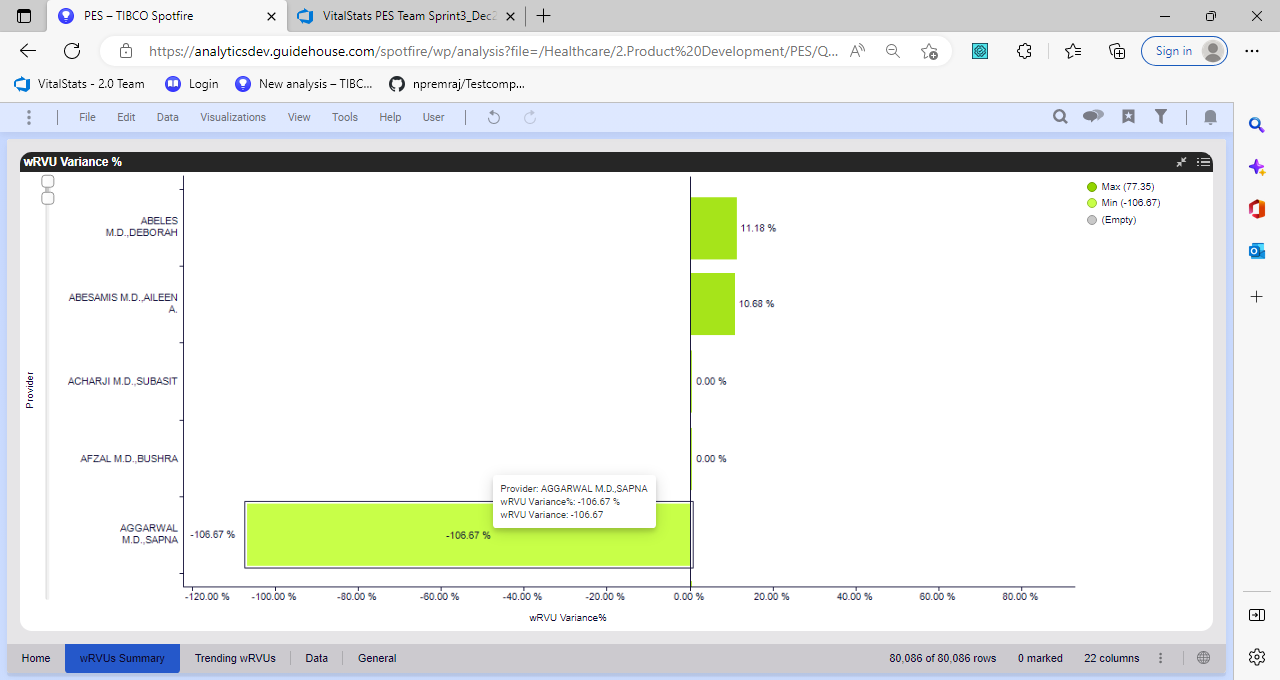 PES – TIBCO Spotfire
VitalStats PES Team Sprint3_Dec2
https://analyticsdev.guidehouse.com/spotfire/wp/analysis?file=/Healthcare/2.Product%20Development/PES/Q...
Sign in
VitalStats - 2.0 Team
Login
New analysis – TIBC...
npremraj/Testcomp...
File Edit Data Visualizations View Tools Help User
wRVU Variance %
Max (77.35)
Min (-106.67)
(Empty)
Provider
ABELES
M.D.,DEBORAH
11.18 %
ABESAMIS M.D.,AILEEN
A.
10.68 %
ACHARJI M.D.,SUBASIT
0.00 %
AFZAL M.D.,BUSHRA
0.00 %
Provider: AGGARWAL M.D.,SAPNA
wRVU Variance%: -106.67 %
wRVU Variance: -106.67
AGGARWAL
M.D.,SAPNA
-106.67 %
-106.67 %
-120.00 % -100.00 % -80.00 % -60.00 % -40.00 % -20.00 % 0.00 % 20.00 % 40.00 % 60.00 % 80.00 %
wRVU Variance%
Home wRVUs Summary Trending wRVUs Data General
80,086 of 80,086 rows 0 marked 22 columns